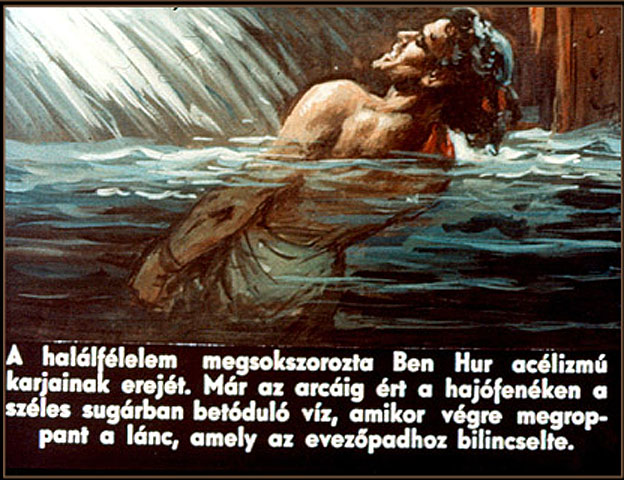 A halálfélelem megsokszorozta Ben Hur acélizmú
karjainak erejét. Már az arcáig ért a hajófenéken a
széles sugárban betóduló víz, amikor végre megrop-
pant a lánc, amely az evezőpadhoz bilincselte.